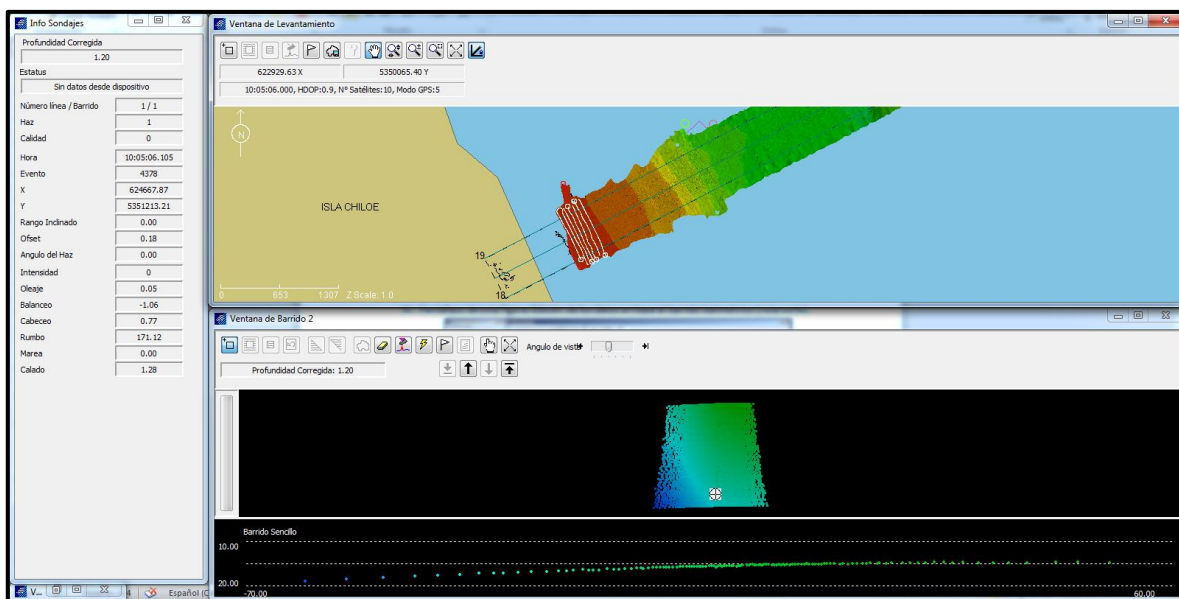 Info Sondajes
Profundidad Corregida
1.20
Estatus
Sin datos desde dispositivo
Número línea / Barrido 1 / 1
Haz 1
Calidad 0
Hora 10:05:06.105
Evento 4378
X 624667.87
Y 5351213.21
Rango Inclinado 0.00
Ofset 0.18
Angulo del Haz 0.00
Intensidad 0
Oleaje 0.05
Balanceo -1.06
Cabeceo 0.77
Rumbo 171.12
Marea 0.00
Calado 1.28
V...
4
Español (
Ventana de Levantamiento
622929.63 X 5350065.40 Y
10:05:06.000, HDOP:0.9, N° Satélites:10, Modo GPS:5
N
ISLA CHILOE
19
18
0 653 1307 Z Scale: 1.0
Ventana de Barrido 2
Angulo de vista
Profundidad Corregida: 1.20
Barrido Sencillo
10.00
20.00
-70.00 60.00